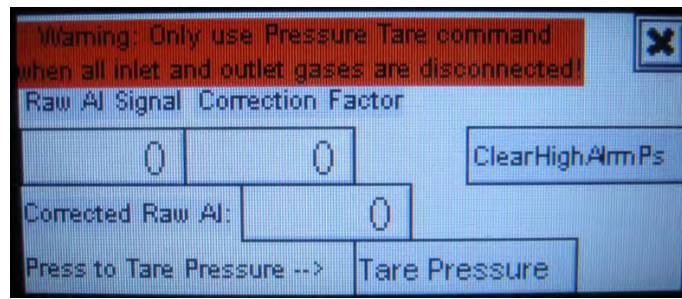 Warning: Only use Pressure Tare command
when all inlet and outlet gases are disconnected!
Raw AI Signal Correction Factor
0 0 ClearHighAlrmPs
Corrected Raw AI: 0
Press to Tare Pressure --> Tare Pressure